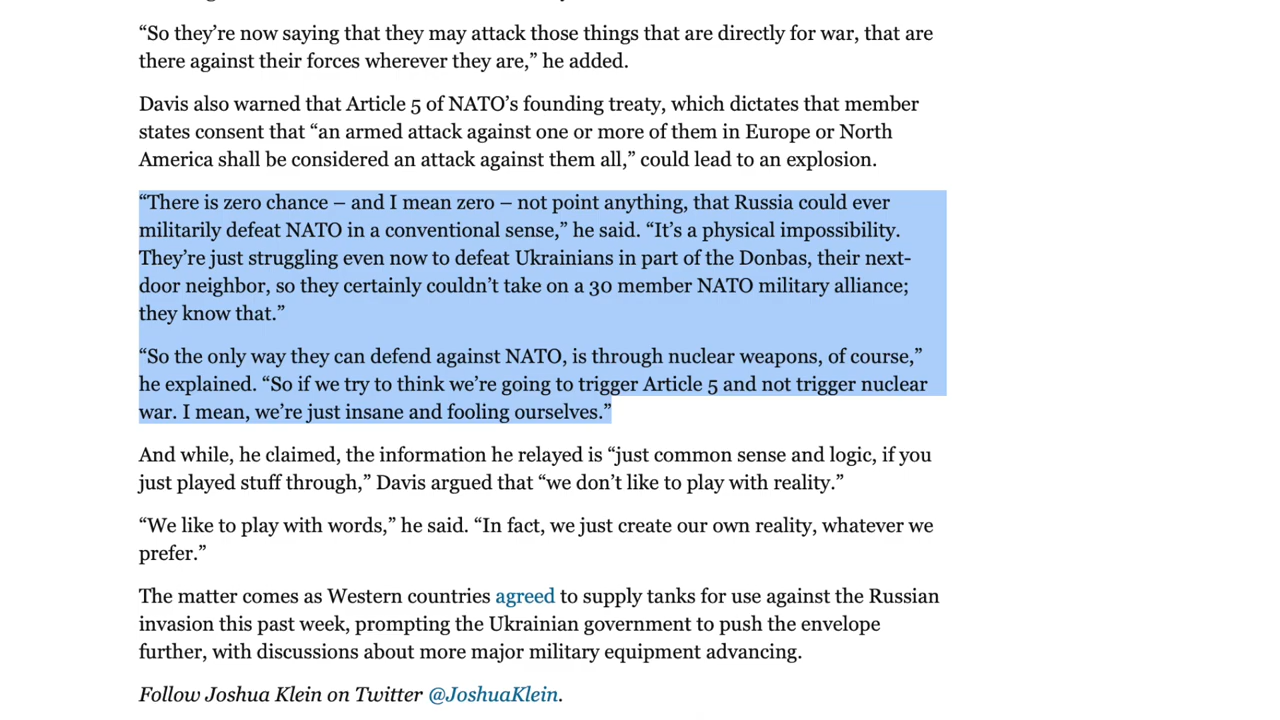 “So they’re now saying that they may attack those things that are directly for war, that are
there against their forces wherever they are,” he added.
Davis also warned that Article 5 of NATO’s founding treaty, which dictates that member
states consent that “an armed attack against one or more of them in Europe or North
America shall be considered an attack against them all,” could lead to an explosion.
“There is zero chance – and I mean zero – not point anything, that Russia could ever
militarily defeat NATO in a conventional sense,” he said. “It’s a physical impossibility.
They’re just struggling even now to defeat Ukrainians in part of the Donbas, their next-
door neighbor, so they certainly couldn’t take on a 30 member NATO military alliance;
they know that.”
“So the only way they can defend against NATO, is through nuclear weapons, of course,”
he explained. “So if we try to think we’re going to trigger Article 5 and not trigger nuclear
war. I mean, we’re just insane and fooling ourselves.”
And while, he claimed, the information he relayed is “just common sense and logic, if you
just played stuff through,” Davis argued that “we don’t like to play with reality.”
“We like to play with words,” he said. “In fact, we just create our own reality, whatever we
prefer.”
The matter comes as Western countries agreed to supply tanks for use against the Russian
invasion this past week, prompting the Ukrainian government to push the envelope
further, with discussions about more major military equipment advancing.
Follow Joshua Klein on Twitter @JoshuaKlein.